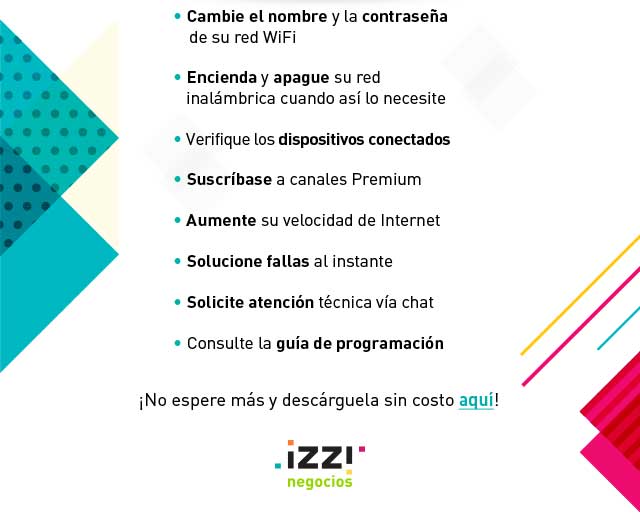 • Cambie el nombre y la contraseña
de su red WiFi
• Encienda y apague su red
inalámbrica cuando así lo necesite
• Verifique los dispositivos conectados
• Suscríbase a canales Premium
• Aumente su velocidad de Internet
• Solucione fallas al instante
• Solicite atención técnica vía chat
• Consulte la guía de programación
¡No espere más y descárguela sin costo aquí!
izzi
negocios